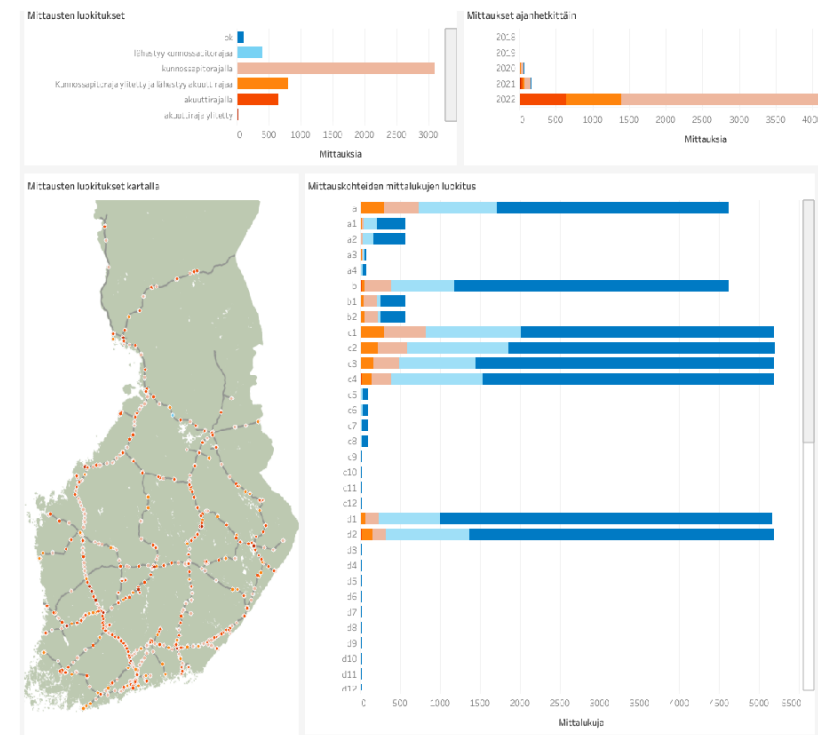 Mittausten luokitukset
ok
lähestyy kunnossapitorajaa
kunnossapitorajalla
Kunnossapitoraja ylitetty ja lähestyy akuuttirajaa
akuuttirajalla
akuuttiraja ylitetty
0 500 1000 1500 2000 2500 3000
Mittauksia
Mittaukset ajanhetkittäin
2018
2019
2020
2021
2022
0 500 1000 1500 2000 2500 3000 3500
Mittauksia
Mittausten luokitukset kartalla
Mittauskohteiden mittalukujen luokitus
a
a1
a2
a3
a4
b
b1
b2
c1
c2
c3
c4
c5
c6
c7
c8
c9
c10
c11
c12
d1
d2
d3
d4
d5
d6
d7
d8
d9
d10
d11
d12
0 500 1000 1500 2000 2500 3000 3500 4000 4500 5000 5500
Mittalukuja